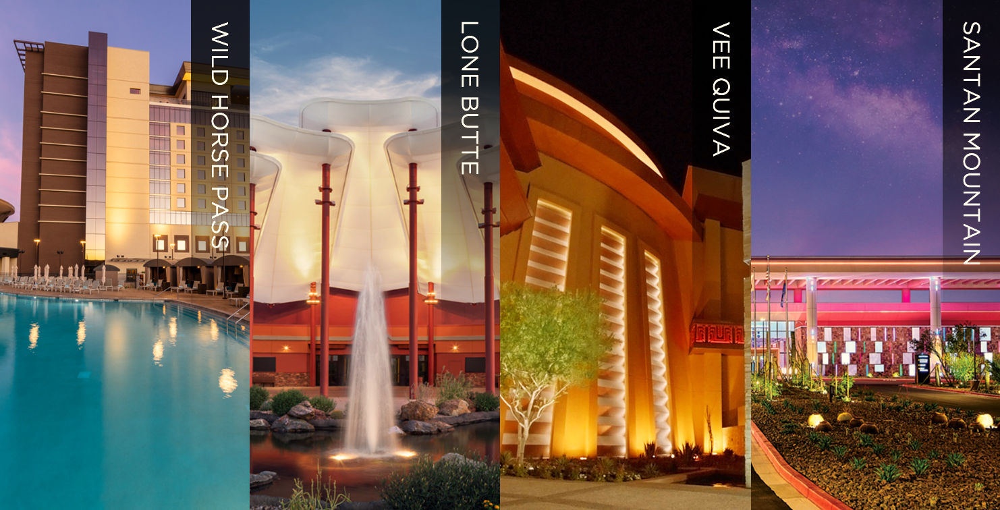 WILD HORSE PASS
LONE BUTTE
VEE QUIVA
SANTAN MOUNTAIN